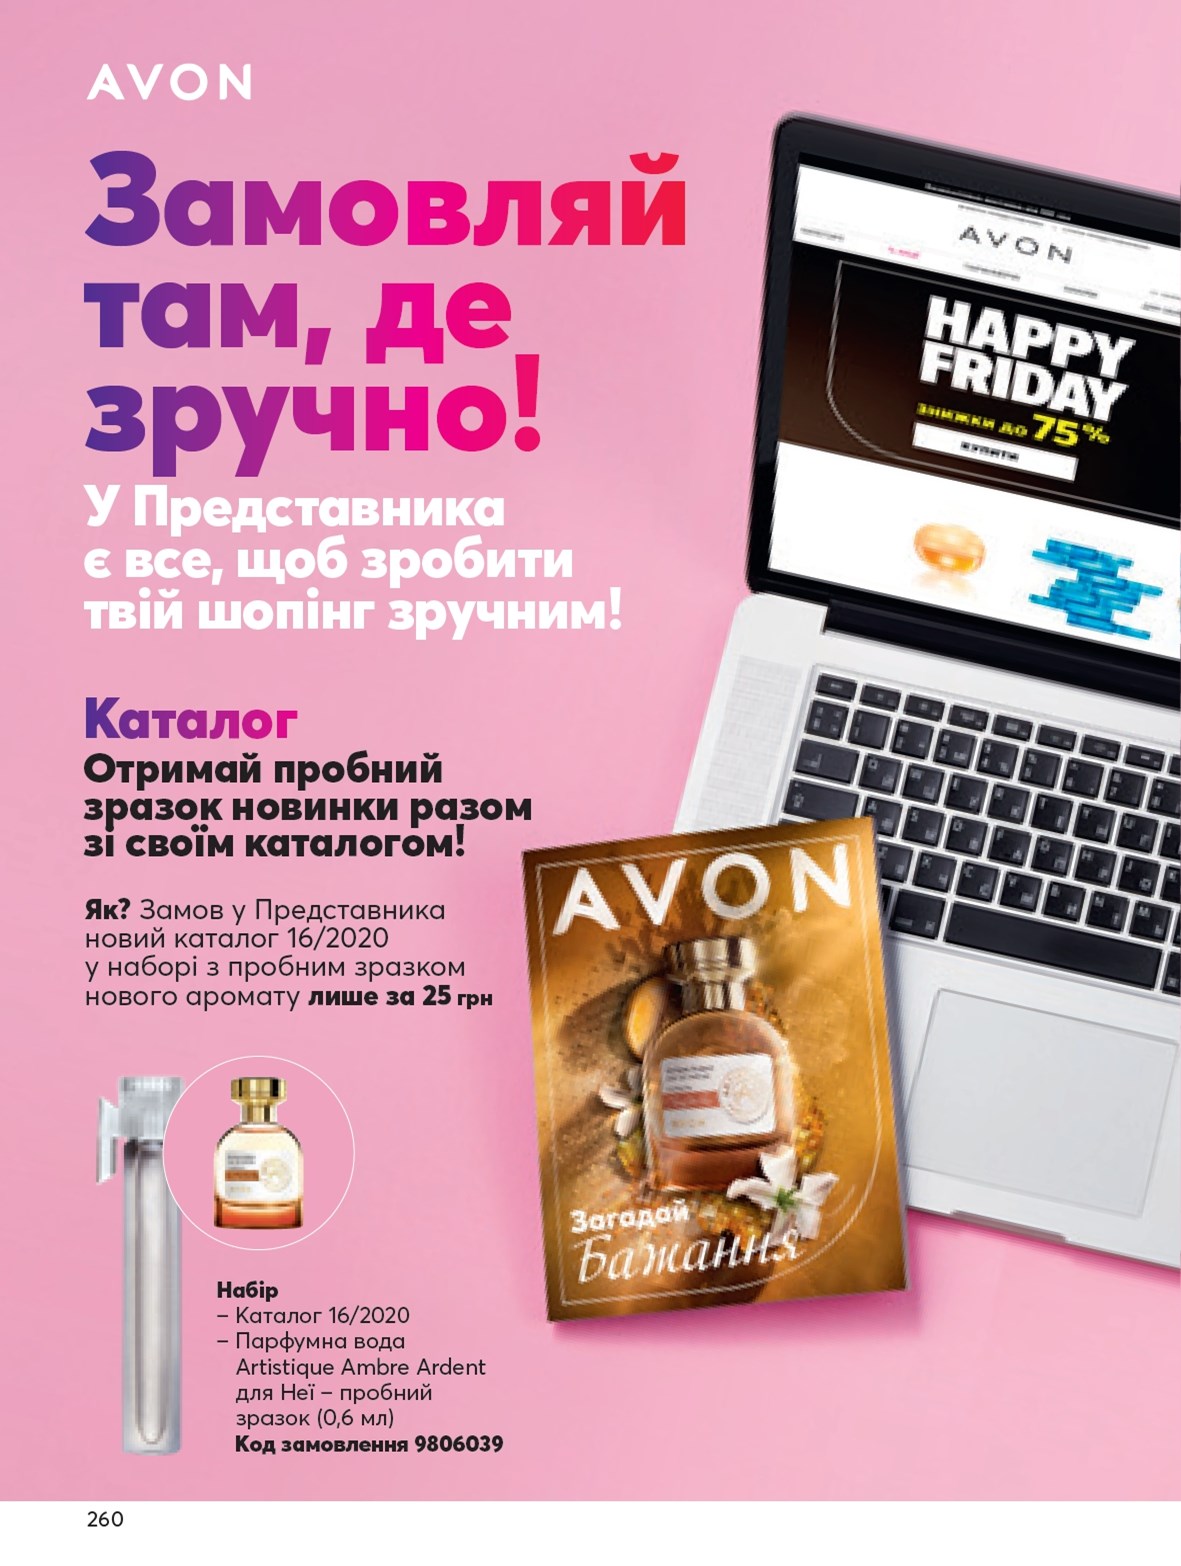 AVON
Замовляй
там, де
зручно!
У Представника
є все, щоб зробити
твій шопінг зручним!
Каталог
Отримай пробний
зразок новинки разом
зі своїм каталогом!
Як? Замов у Представника
новий каталог 16/2020
у наборі з пробним зразком
нового аромату лише за 25 грн
AVON
HAPPY
FRIDAY
ЗНИЖКИ ДО 75%
КУПИТИ
AVON
Загадай
Бажання
Набір
– Каталог 16/2020
– Парфумна вода
Artistique Ambre Ardent
для Неї – пробний
зразок (0,6 мл)
Код замовлення 9806039
260